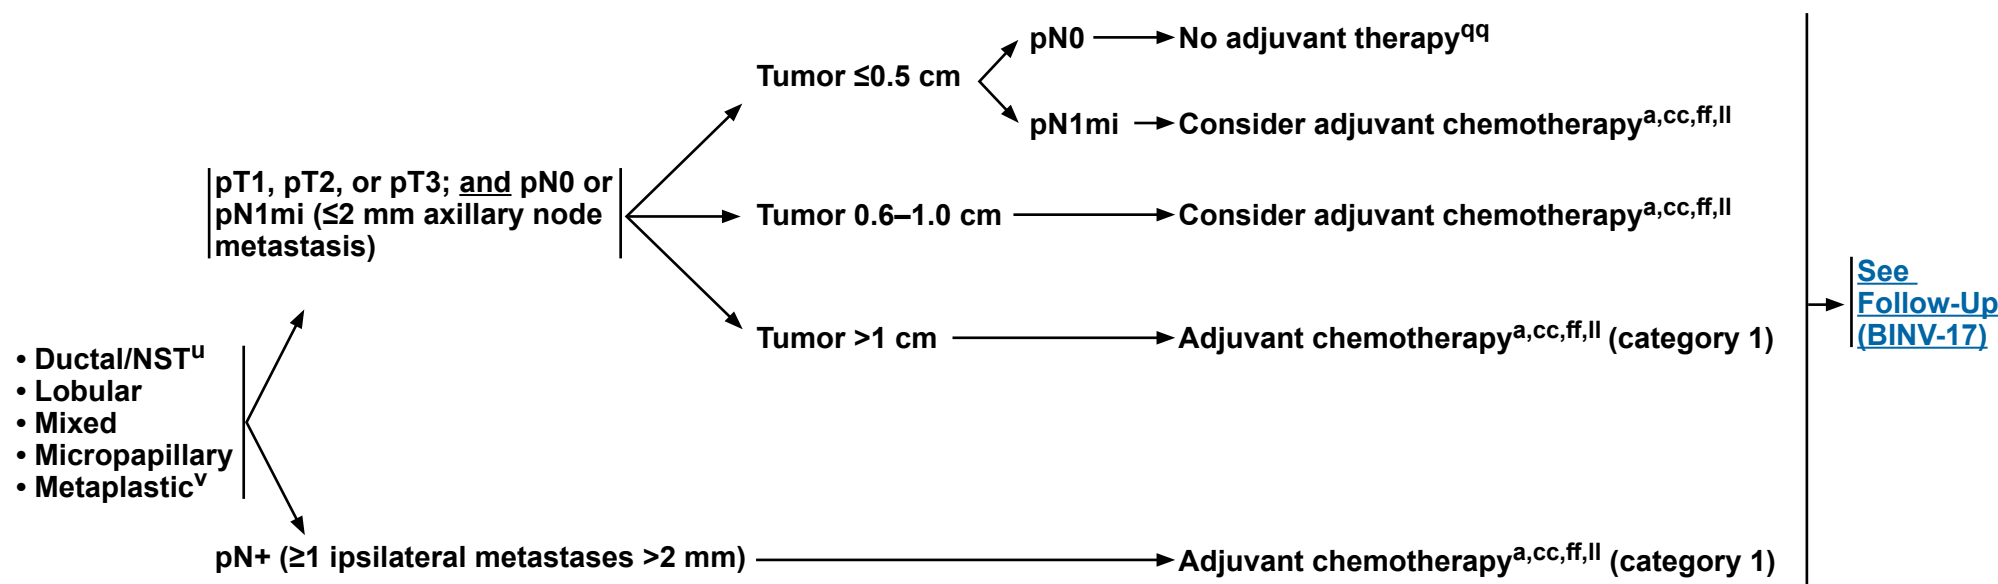 pN0
No adjuvant therapyqq
Tumor ≤0.5 cm
pN1mi
Consider adjuvant chemotherapya,cc,ff,ll
pT1, pT2, or pT3; and pN0 or
pN1mi (≤2 mm axillary node
metastasis)
Tumor 0.6–1.0 cm
Consider adjuvant chemotherapya,cc,ff,ll
Tumor >1 cm
Adjuvant chemotherapya,cc,ff,ll (category 1)
See
Follow-Up
(BINV-17)
• Ductal/NSTu
• Lobular
• Mixed
• Micropapillary
• Metaplasticv
pN+ (≥1 ipsilateral metastases >2 mm)
Adjuvant chemotherapya,cc,ff,ll (category 1)